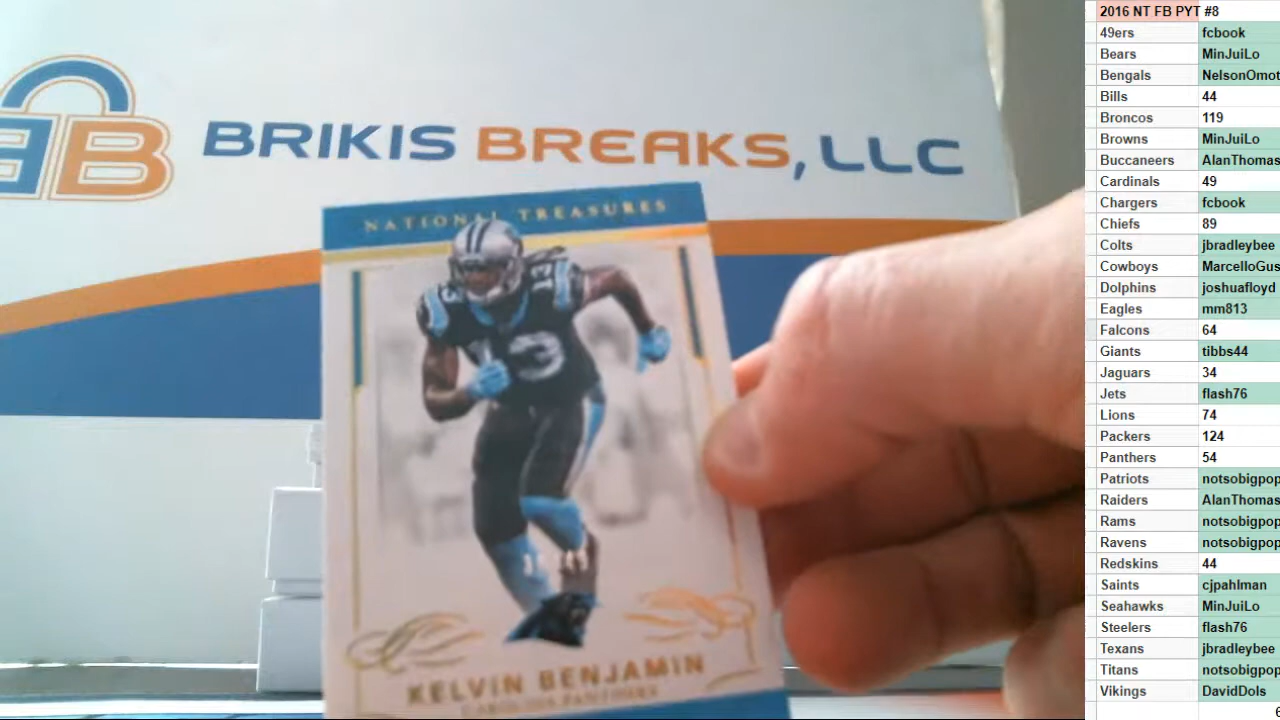 BRIKIS BREAKS, LLC
B
NATIONAL TREASURES
13
13
KELVIN BENJAMIN
CAROLINA PANTHERS
2016 NT FB PYT #8
49ers fcbook
Bears MinJuiLo
Bengals NelsonOmot
Bills 44
Broncos 119
Browns MinJuiLo
Buccaneers AlanThomas
Cardinals 49
Chargers fcbook
Chiefs 89
Colts jbradleybee
Cowboys MarcelloGus
Dolphins joshuafloyd
Eagles mm813
Falcons 64
Giants tibbs44
Jaguars 34
Jets flash76
Lions 74
Packers 124
Panthers 54
Patriots notsobigpop
Raiders AlanThomas
Rams notsobigpop
Ravens notsobigpop
Redskins 44
Saints cjpahlman
Seahawks MinJuiLo
Steelers flash76
Texans jbradleybee
Titans notsobigpop
Vikings DavidDols